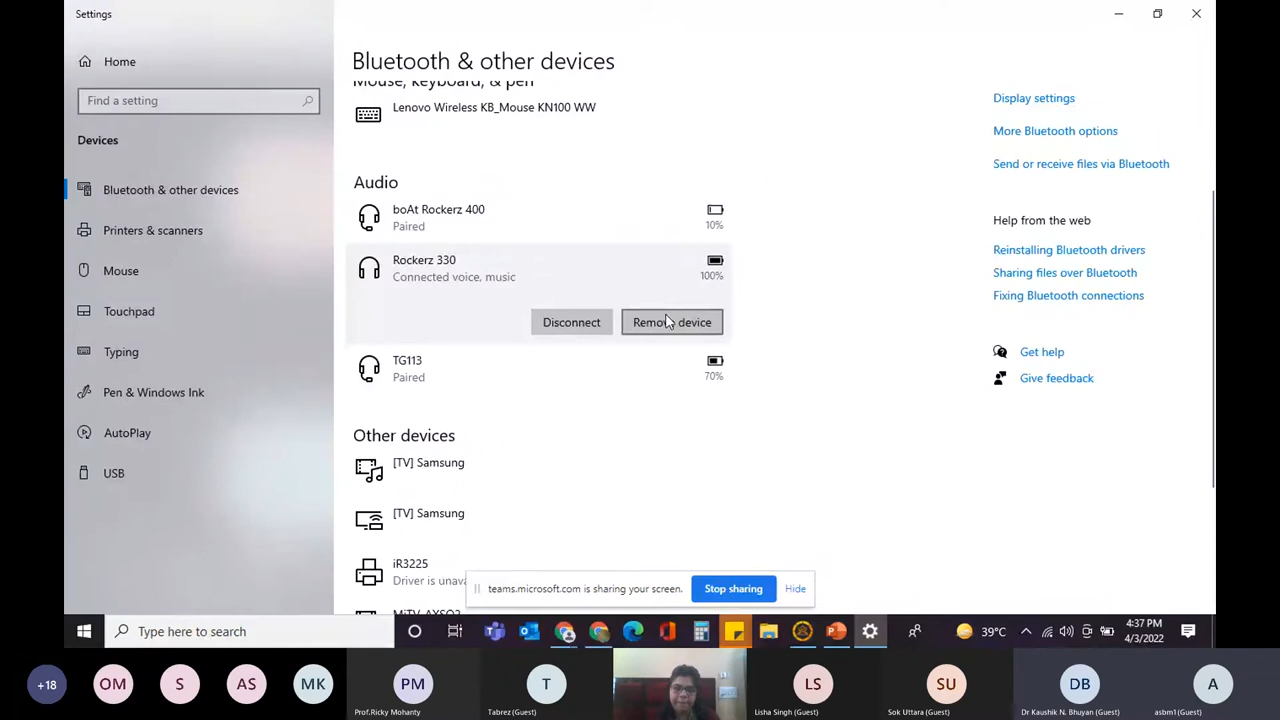 Settings
Home
Find a setting
Devices
Bluetooth & other devices
Printers & scanners
Mouse
Touchpad
Typing
Pen & Windows Ink
AutoPlay
USB
Bluetooth & other devices
Mouse, keyboard, & pen
Lenovo Wireless KB_Mouse KN100 WW
Audio
boAt Rockerz 400
Paired
10%
Rockerz 330
Connected voice, music
100%
Disconnect
Remove device
TG113
Paired
70%
Other devices
[TV] Samsung
[TV] Samsung
iR3225
Driver is unava
Display settings
More Bluetooth options
Send or receive files via Bluetooth
Help from the web
Reinstalling Bluetooth drivers
Sharing files over Bluetooth
Fixing Bluetooth connections
Get help
Give feedback
teams.microsoft.com is sharing your screen.
Stop sharing
Hide
Type here to search
39°C
4:37 PM
4/3/2022
+18
OM
S
AS
MK
PM
Prof.Ricky Mohanty
T
Tabrez (Guest)
LS
Lisha Singh (Guest)
SU
Sok Uttara (Guest)
DB
Dr Kaushik N. Bhuyan (Guest)
A
asbm1(Guest)